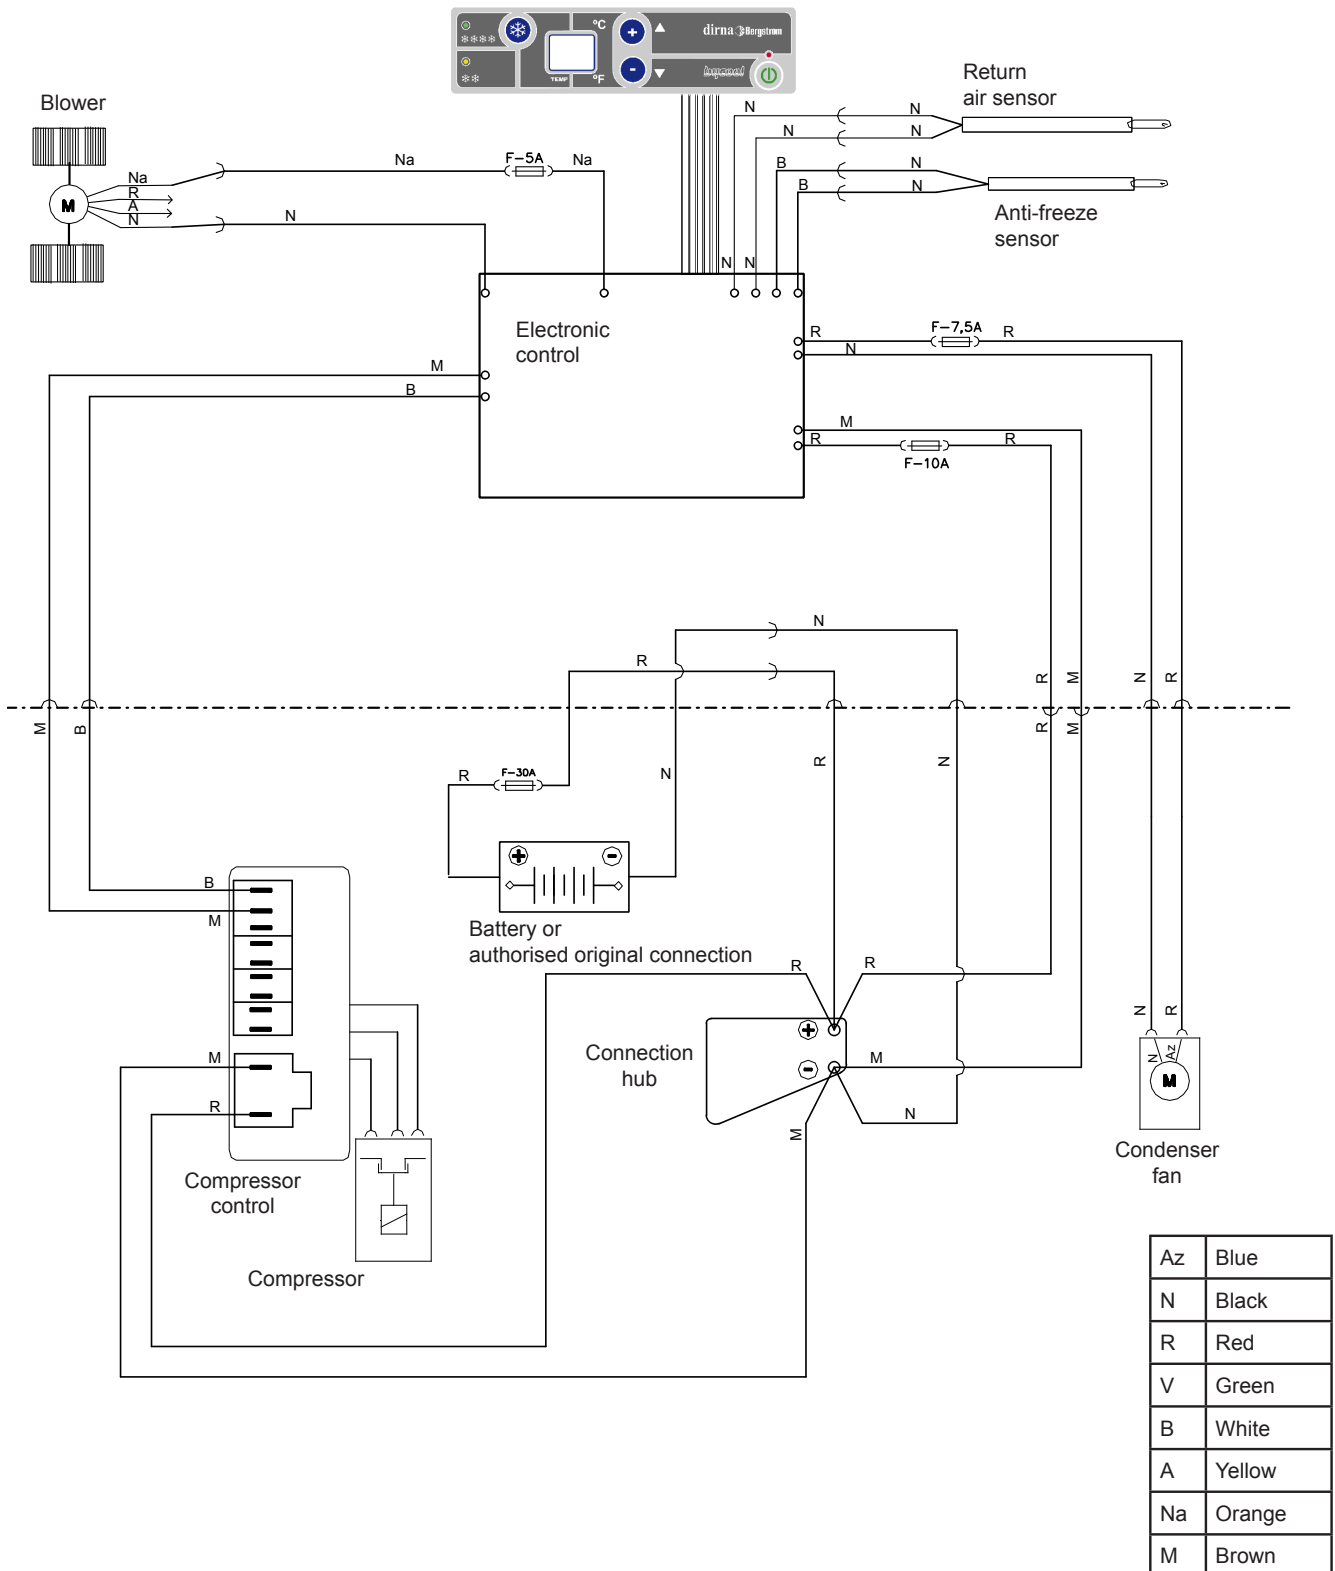 °C
dirna Bergstrom
TEMP
°F
bycool
Return
air sensor
Blower
N
N
N
N
Na
F-5A
Na
B
N
B
N
Na
R
A
N
N
M
Anti-freeze
sensor
N N
Electronic
control
R
F-7,5A
R
N
M
B
M
R
F-10A
R
N
R
R
M
N
R
M
B
R
M
R
F-30A
N
R
N
B
M
Battery or
authorised original connection
R
R
N
R
Connection
hub
M
M
R
N
Az
M
N
M
Condenser
fan
Compressor
control
Compressor
Az Blue
N Black
R Red
V Green
B White
A Yellow
Na Orange
M Brown